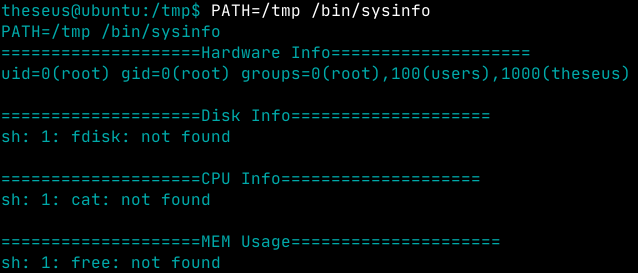 theseus@ubuntu:/tmp$ PATH=/tmp /bin/sysinfo
PATH=/tmp /bin/sysinfo
====================Hardware Info====================
uid=0(root) gid=0(root) groups=0(root),100(users),1000(theseus)
====================Disk Info====================
sh: 1: fdisk: not found
====================CPU Info====================
sh: 1: cat: not found
====================MEM Usage=====================
sh: 1: free: not found